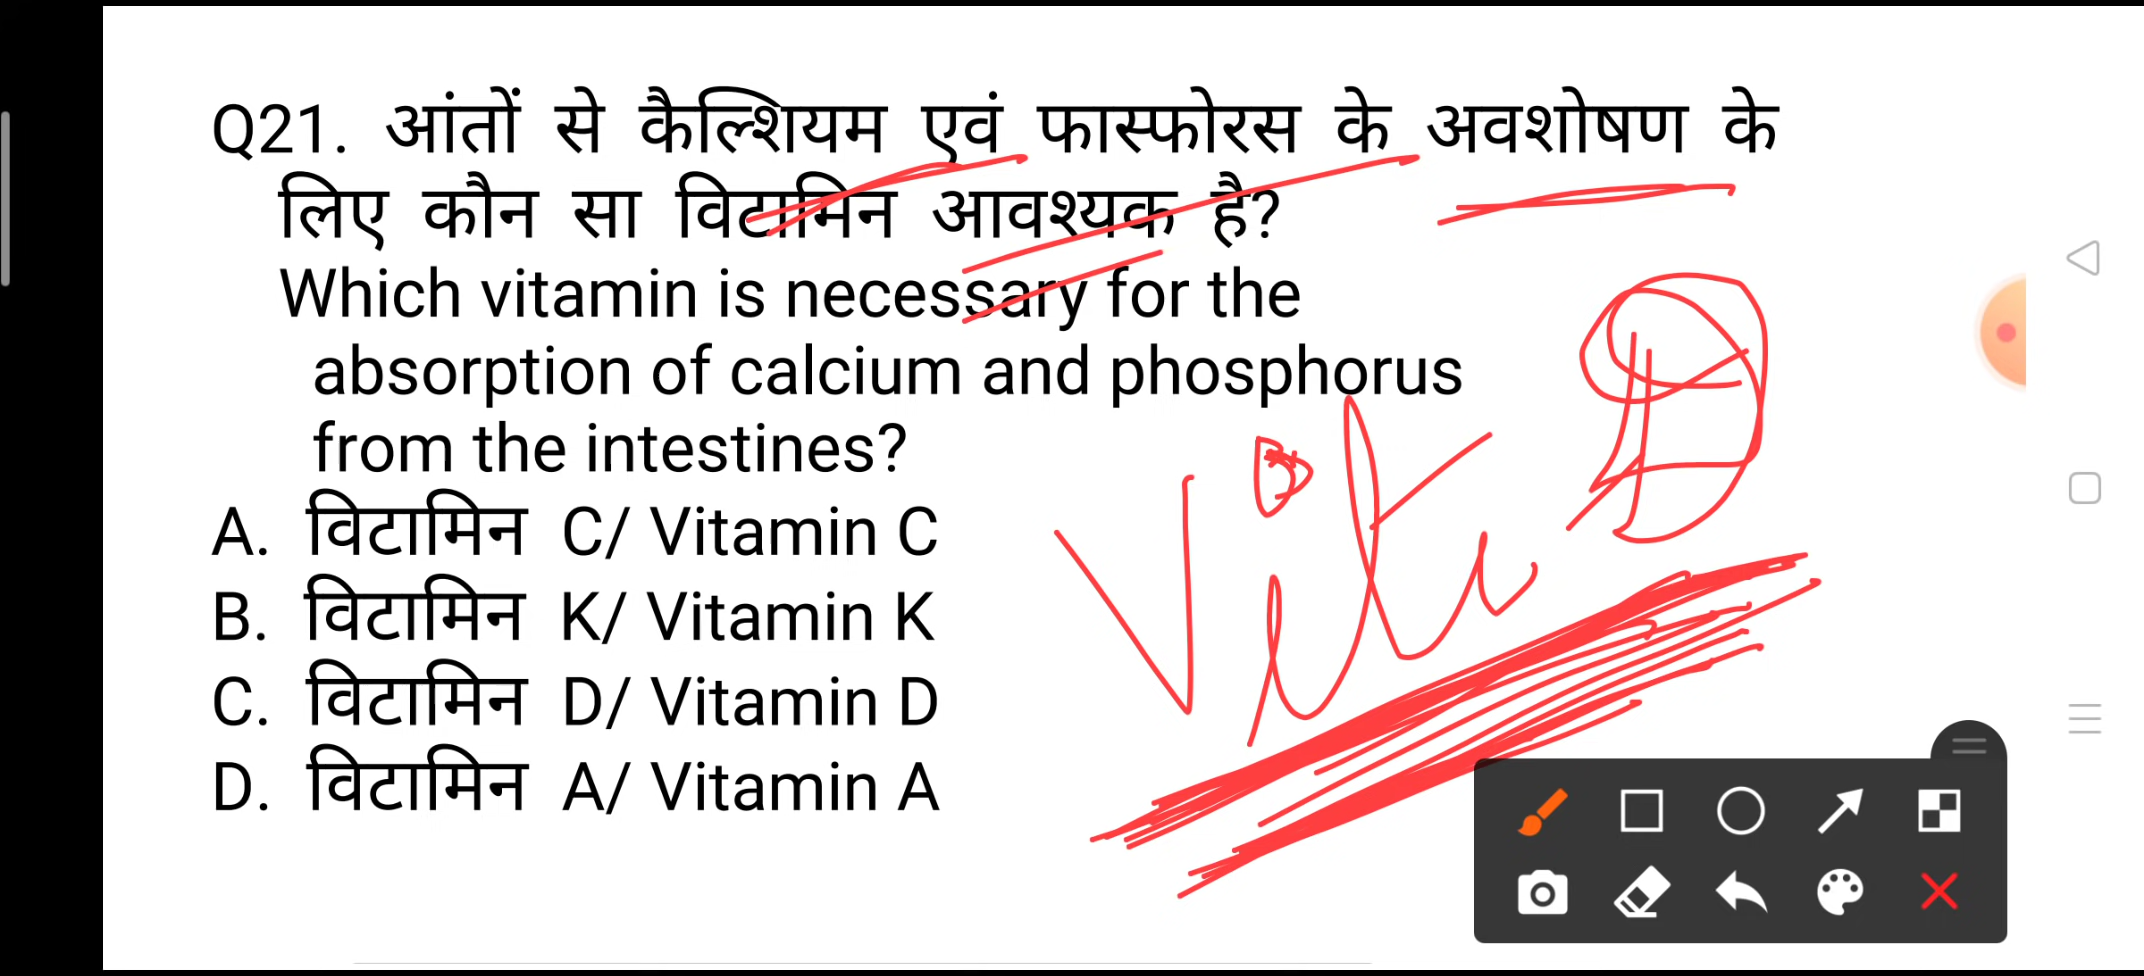 Q21. आंतों से कैल्शियम एवं फास्फोरस के अवशोषण के
लिए कौन सा विटामिन आवश्यक है?
Which vitamin is necessary for the
absorption of calcium and phosphorus
from the intestines?
A. विटामिन C/ Vitamin C
B. विटामिन K/ Vitamin K
C. विटामिन D/ Vitamin D
D. विटामिन A/ Vitamin A
Vit D